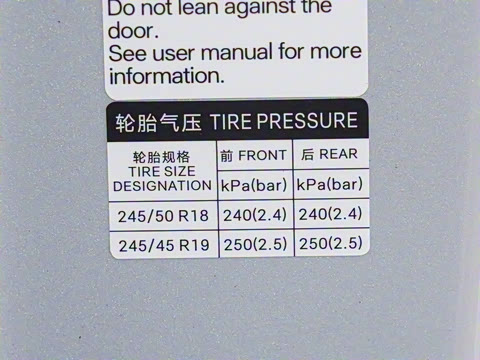 Do not lean against the
door.
See user manual for more
information.
轮胎气压 TIRE PRESSURE
轮胎规格
TIRE SIZE
DESIGNATION
前 FRONT
后 REAR
kPa(bar)
kPa(bar)
245/50 R18
240(2.4)
240(2.4)
245/45 R19
250(2.5)
250(2.5)